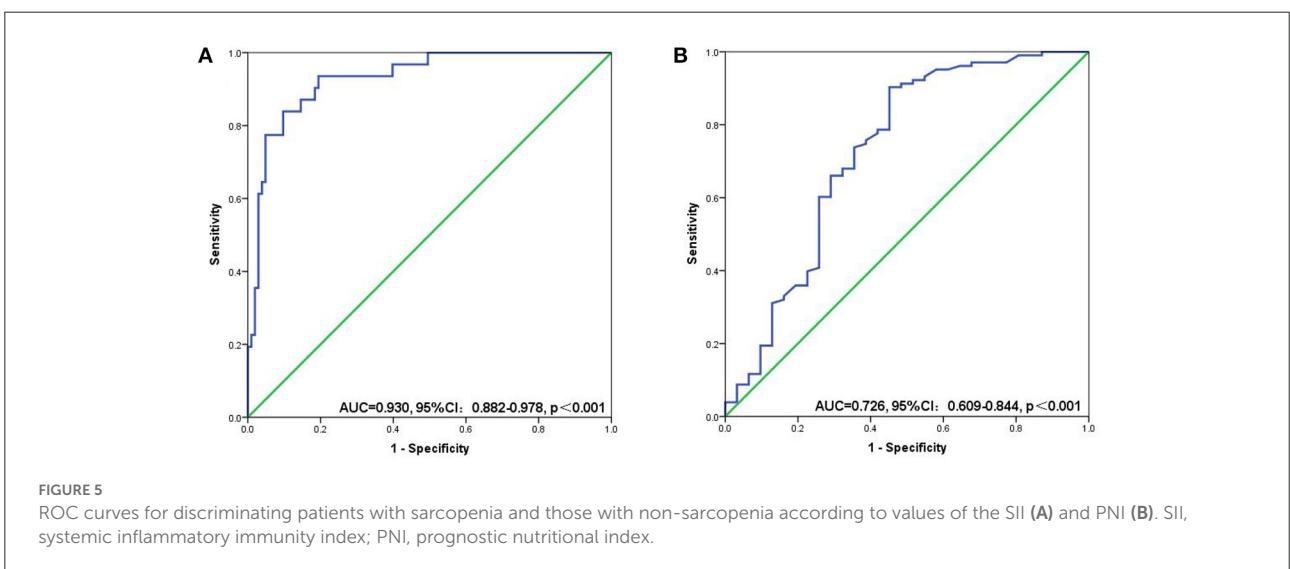 A
1.0
0.8
0.6
0.4
0.2
0.0
Sensitivity
AUC=0.930, 95%CI: 0.882-0.978, p＜0.001
0.0 0.2 0.4 0.6 0.8 1.0
1 - Specificity
B
1.0
0.8
0.6
0.4
0.2
0.0
Sensitivity
AUC=0.726, 95%CI: 0.609-0.844, p＜0.001
0.0 0.2 0.4 0.6 0.8 1.0
1 - Specificity
FIGURE 5
ROC curves for discriminating patients with sarcopenia and those with non-sarcopenia according to values of the SII (A) and PNI (B). SII,
systemic inflammatory immunity index; PNI, prognostic nutritional index.